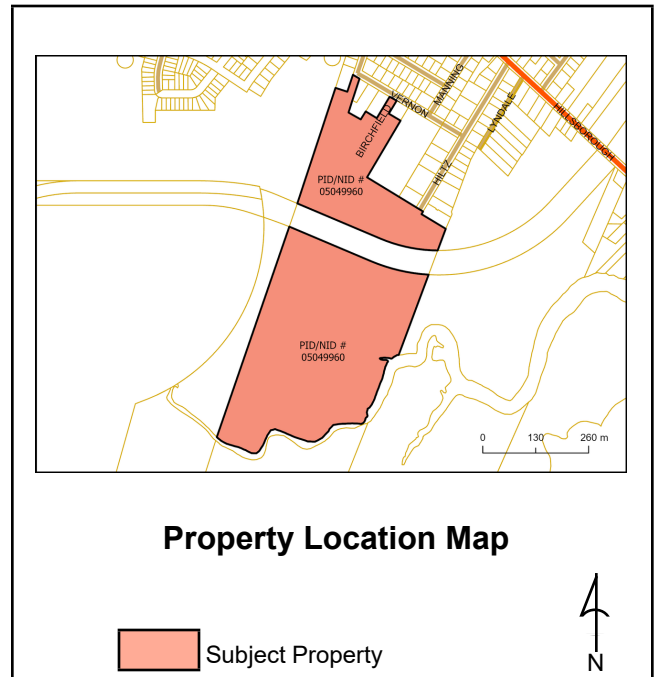 MANNING
VERNON
BIRCHFIELD
LYNDALE
HILLSBOROUGH
HILTZ
PID/NID #
05049960
PID/NID #
05049960
0 130 260 m
Property Location Map
Subject Property
N